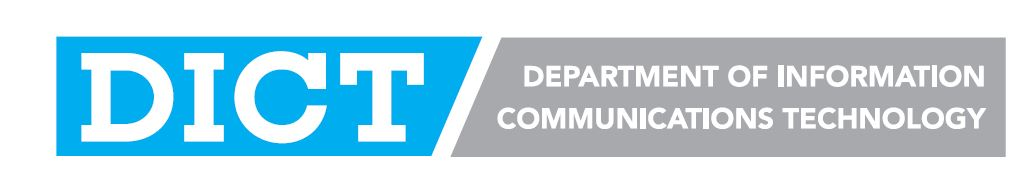 DICT
DEPARTMENT OF INFORMATION
COMMUNICATIONS TECHNOLOGY